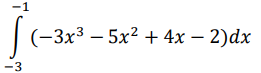 ∫_{-3}^{-1} (−3x³ − 5x² + 4x − 2)dx